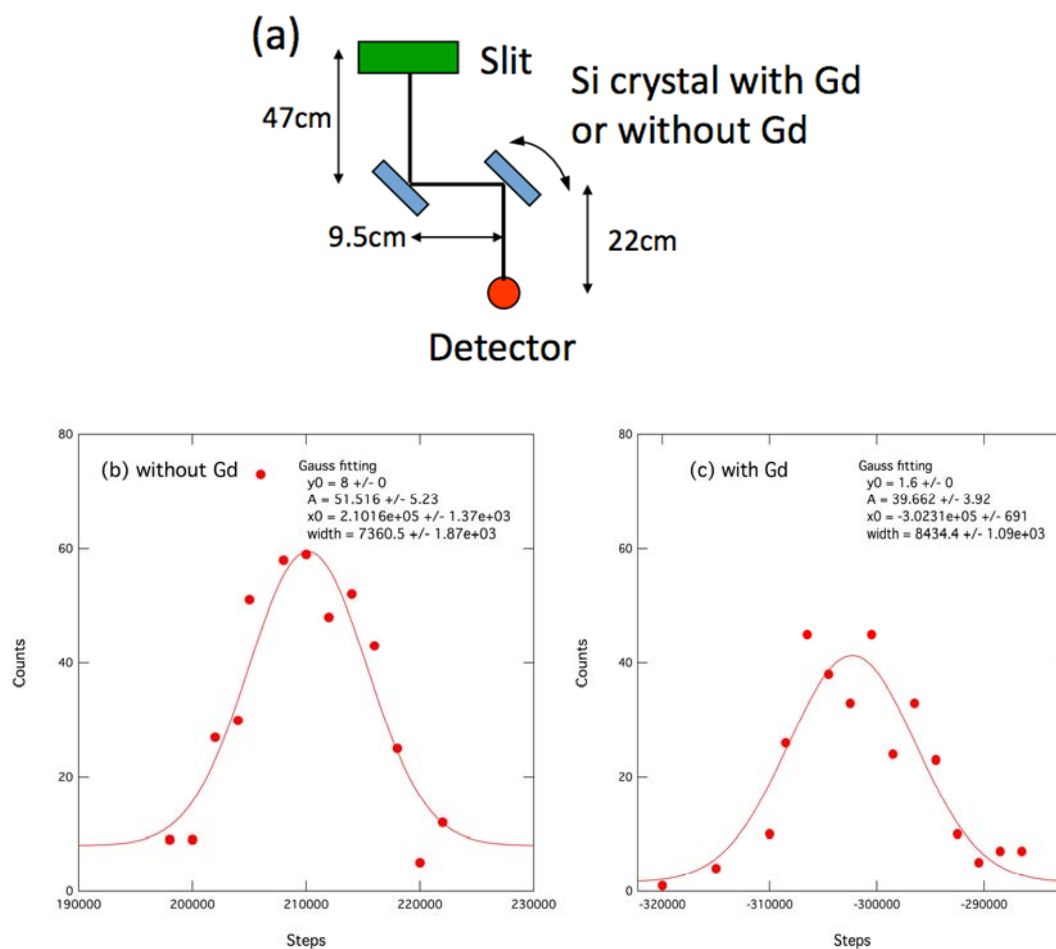 (a)
Slit
Si crystal with Gd
or without Gd
47cm
9.5cm
22cm
Detector
80
60
40
20
0
Counts
(b) without Gd
Gauss fitting
y0 = 8 +/- 0
A = 51.516 +/- 5.23
x0 = 2.1016e+05 +/- 1.37e+03
width = 7360.5 +/- 1.87e+03
190000
200000
210000
220000
230000
Steps
80
60
40
20
0
Counts
(c) with Gd
Gauss fitting
y0 = 1.6 +/- 0
A = 39.662 +/- 3.92
x0 = -3.0231e+05 +/- 691
width = 8434.4 +/- 1.09e+03
-320000
-310000
-300000
-290000
Steps